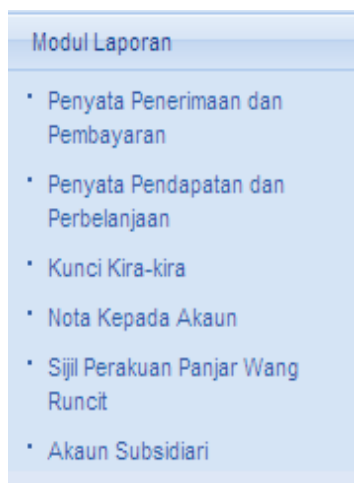 Modul Laporan
Penyata Penerimaan dan
Pembayaran
Penyata Pendapatan dan
Perbelanjaan
Kunci Kira-kira
Nota Kepada Akaun
Sijil Perakuan Panjar Wang
Runcit
Akaun Subsidiari